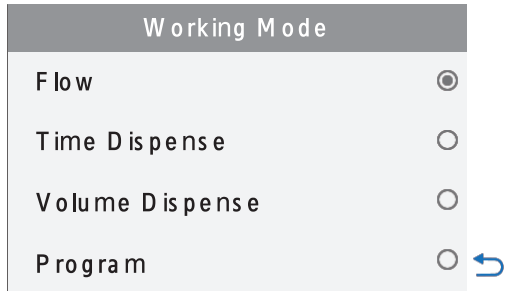 Working Mode
Flow
Time Dispense
Volume Dispense
Program